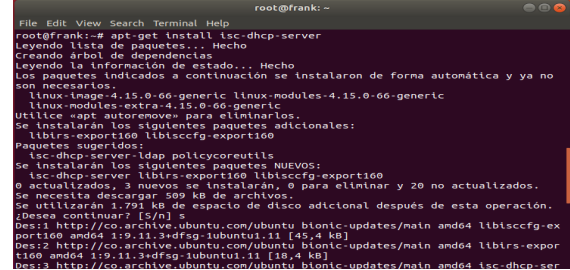 root@frank: ~
File Edit View Search Terminal Help
root@frank:~# apt-get install isc-dhcp-server
Leyendo lista de paquetes... Hecho
Creando árbol de dependencias
Leyendo la información de estado... Hecho
Los paquetes indicados a continuación se instalaron de forma automática y ya no
son necesarios.
linux-image-4.15.0-66-generic linux-modules-4.15.0-66-generic
linux-modules-extra-4.15.0-66-generic
Utilice «apt autoremove» para eliminarlos.
Se instalarán los siguientes paquetes adicionales:
libirs-export160 libisccfg-export160
Paquetes sugeridos:
isc-dhcp-server-ldap policycoreutils
Se instalarán los siguientes paquetes NUEVOS:
isc-dhcp-server libirs-export160 libisccfg-export160
0 actualizados, 3 nuevos se instalarán, 0 para eliminar y 20 no actualizados.
Se necesita descargar 509 kB de archivos.
Se utilizarán 1.791 kB de espacio de disco adicional después de esta operación.
¿Desea continuar? [S/n] s
Des:1 http://co.archive.ubuntu.com/ubuntu bionic-updates/main amd64 libisccfg-ex
port160 amd64 1:9.11.3+dfsg-1ubuntu1.11 [45,4 kB]
Des:2 http://co.archive.ubuntu.com/ubuntu bionic-updates/main amd64 libirs-expor
t160 amd64 1:9.11.3+dfsg-1ubuntu1.11 [18,4 kB]
Des:3 http://co.archive.ubuntu.com/ubuntu bionic-updates/main amd64 isc-dhcp-ser